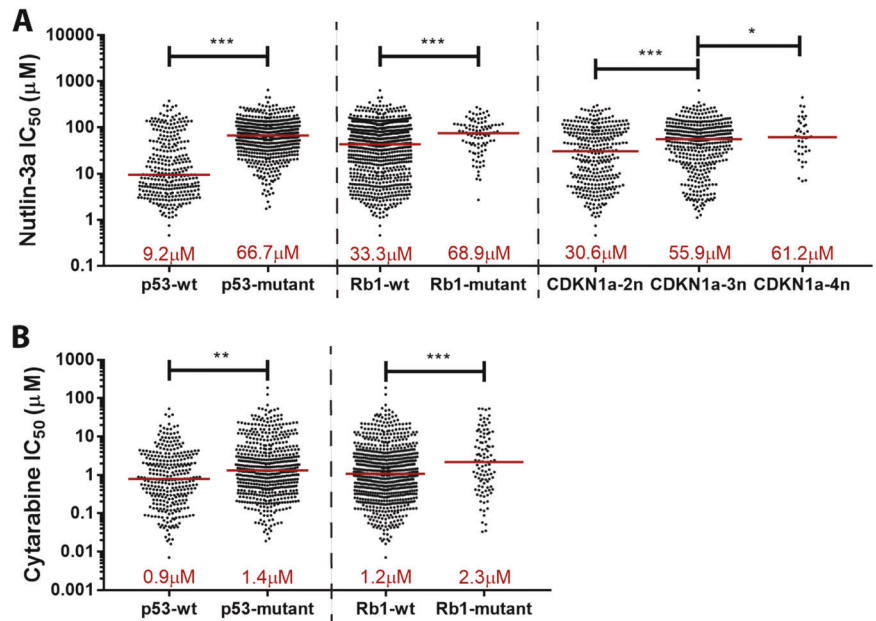 A
Nutlin-3a IC50 (μM)
10000
1000
100
10
1
0.1
***
***
***
*
9.2μM
66.7μM
33.3μM
68.9μM
30.6μM
55.9μM
61.2μM
p53-wt
p53-mutant
Rb1-wt
Rb1-mutant
CDKN1a-2n
CDKN1a-3n
CDKN1a-4n
B
Cytarabine IC50 (μM)
1000
100
10
1
0.1
0.01
0.001
**
***
0.9μM
1.4μM
1.2μM
2.3μM
p53-wt
p53-mutant
Rb1-wt
Rb1-mutant